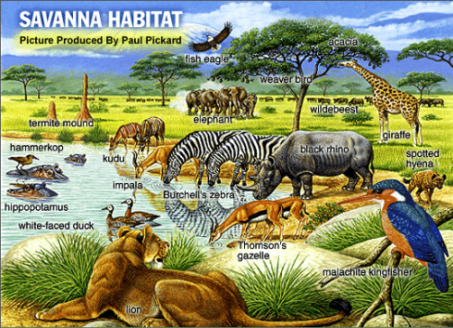 SAVANNA HABITAT
Picture Produced By Paul Pickard
acacia
fish eagle
weaver bird
wildebeest
elephant
termite mound
giraffe
hammerkop
black rhino
spotted
hyena
kudu
impala
Burchell's zebra
hippopotamus
white-faced duck
Thomson's
gazelle
malachite kingfisher
lion